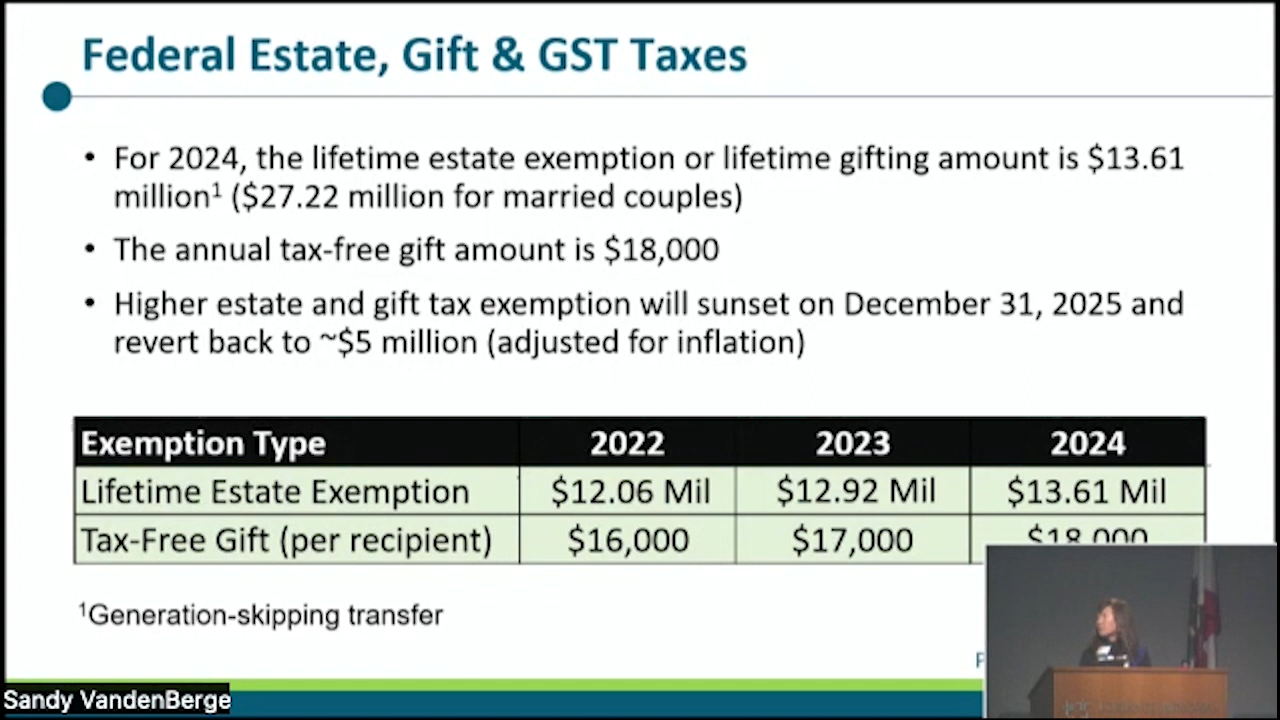 Federal Estate, Gift & GST Taxes
• For 2024, the lifetime estate exemption or lifetime gifting amount is $13.61
million¹ ($27.22 million for married couples)
• The annual tax-free gift amount is $18,000
• Higher estate and gift tax exemption will sunset on December 31, 2025 and
revert back to ~$5 million (adjusted for inflation)
Exemption Type 2022 2023 2024
Lifetime Estate Exemption $12.06 Mil $12.92 Mil $13.61 Mil
Tax-Free Gift (per recipient) $16,000 $17,000 $18,000
¹Generation-skipping transfer
Sandy VandenBerge